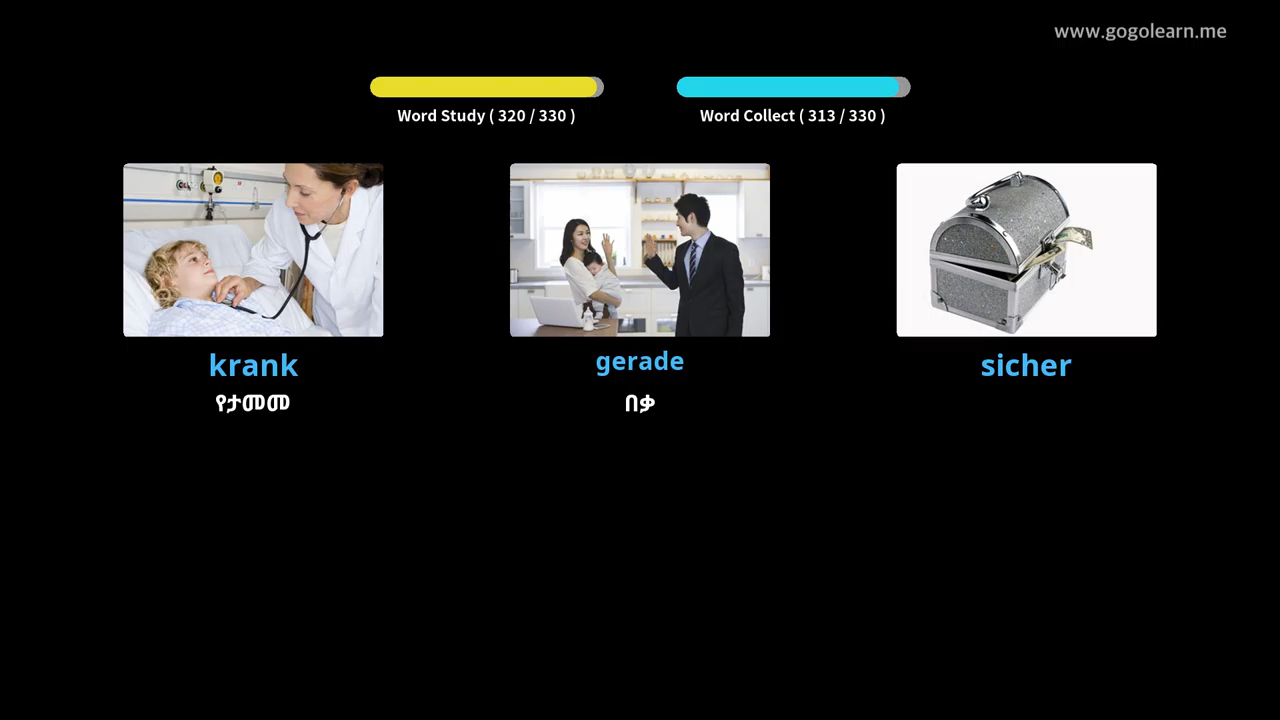 www.gogolearn.me
Word Study ( 320 / 330 )
Word Collect ( 313 / 330 )
krank
gerade
sicher
የታመመ
በቃ